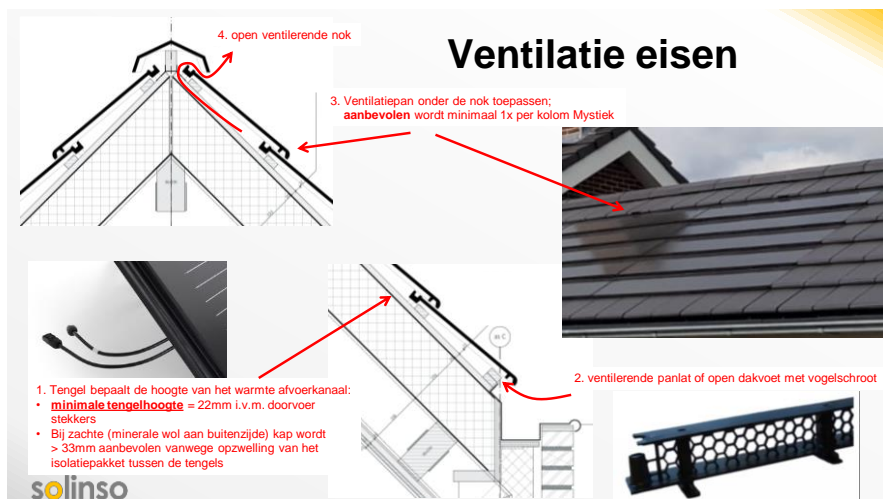 Ventilatie eisen
4. open ventilerende nok
3. Ventilatiepan onder de nok toepassen;
aanbevolen wordt minimaal 1x per kolom Mystiek
1. Tengel bepaalt de hoogte van het warmte afvoerkanaal:
• minimale tengelhoogte = 22mm i.v.m. doorvoer
stekkers
• Bij zachte (minerale wol aan buitenzijde) kap wordt
> 33mm aanbevolen vanwege opzwelling van het
isolatiepakket tussen de tengels
2. ventilerende panlat of open dakvoet met vogelschroot
solinso